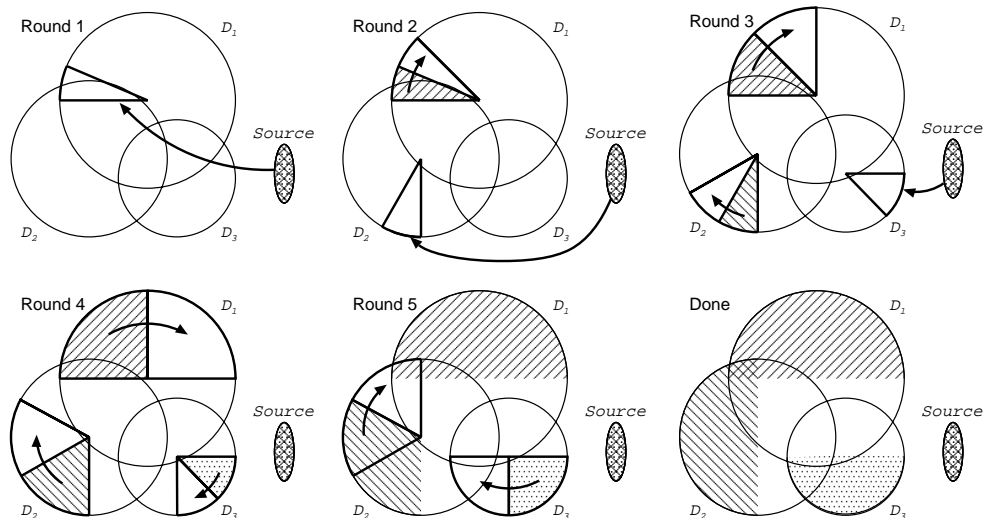 Round 1
D1
Source
D2
D3
Round 2
D1
Source
D2
D3
Round 3
D1
Source
D2
D3
Round 4
D1
Source
D2
D3
Round 5
D1
Source
D2
D3
Done
D1
Source
D2
D3